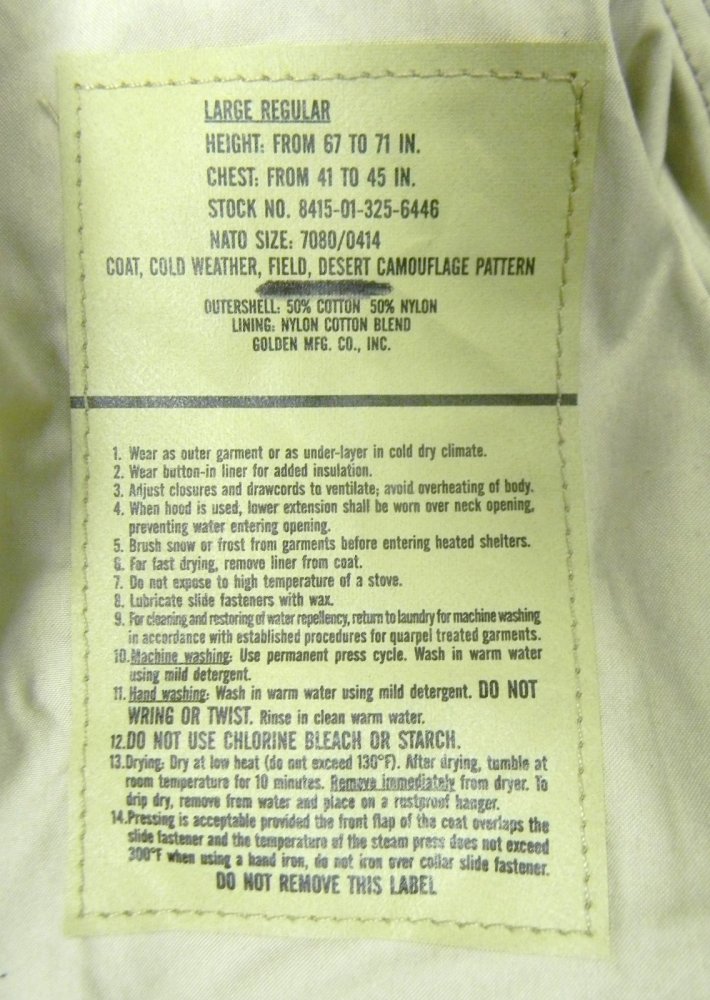 LARGE REGULAR
HEIGHT: FROM 67 TO 71 IN.
CHEST: FROM 41 TO 45 IN.
STOCK NO. 8415-01-325-6446
NATO SIZE: 7080/0414
COAT, COLD WEATHER, FIELD, DESERT CAMOUFLAGE PATTERN
OUTERSHELL: 50% COTTON 50% NYLON
LINING: NYLON COTTON BLEND
GOLDEN MFG. CO., INC.
1. Wear as outer garment or as under-layer in cold dry climate.
2. Wear button-in liner for added insulation.
3. Adjust closures and drawcords to ventilate; avoid overheating of body.
4. When hood is used, lower extension shall be worn over neck opening,
preventing water entering opening.
5. Brush snow or frost from garments before entering heated shelters.
6. For fast drying, remove liner from coat.
7. Do not expose to high temperature of a stove.
8. Lubricate slide fasteners with wax.
9. For cleaning and restoring of water repellency, return to laundry for machine washing
in accordance with established procedures for quarpel treated garments.
10. Machine washing: Use permanent press cycle. Wash in warm water
using mild detergent.
11. Hand washing: Wash in warm water using mild detergent. DO NOT
WRING OR TWIST. Rinse in clean warm water.
12. DO NOT USE CHLORINE BLEACH OR STARCH.
13. Drying: Dry at low heat (do not exceed 130°F). After drying, tumble at
room temperature for 10 minutes. Remove immediately from dryer. To
drip dry, remove from water and place on a rustproof hanger.
14. Pressing is acceptable provided the front flap of the coat overlaps the
slide fastener and the temperature of the steam press does not exceed
300°F when using a hand iron, do not iron over collar slide fastener.
DO NOT REMOVE THIS LABEL